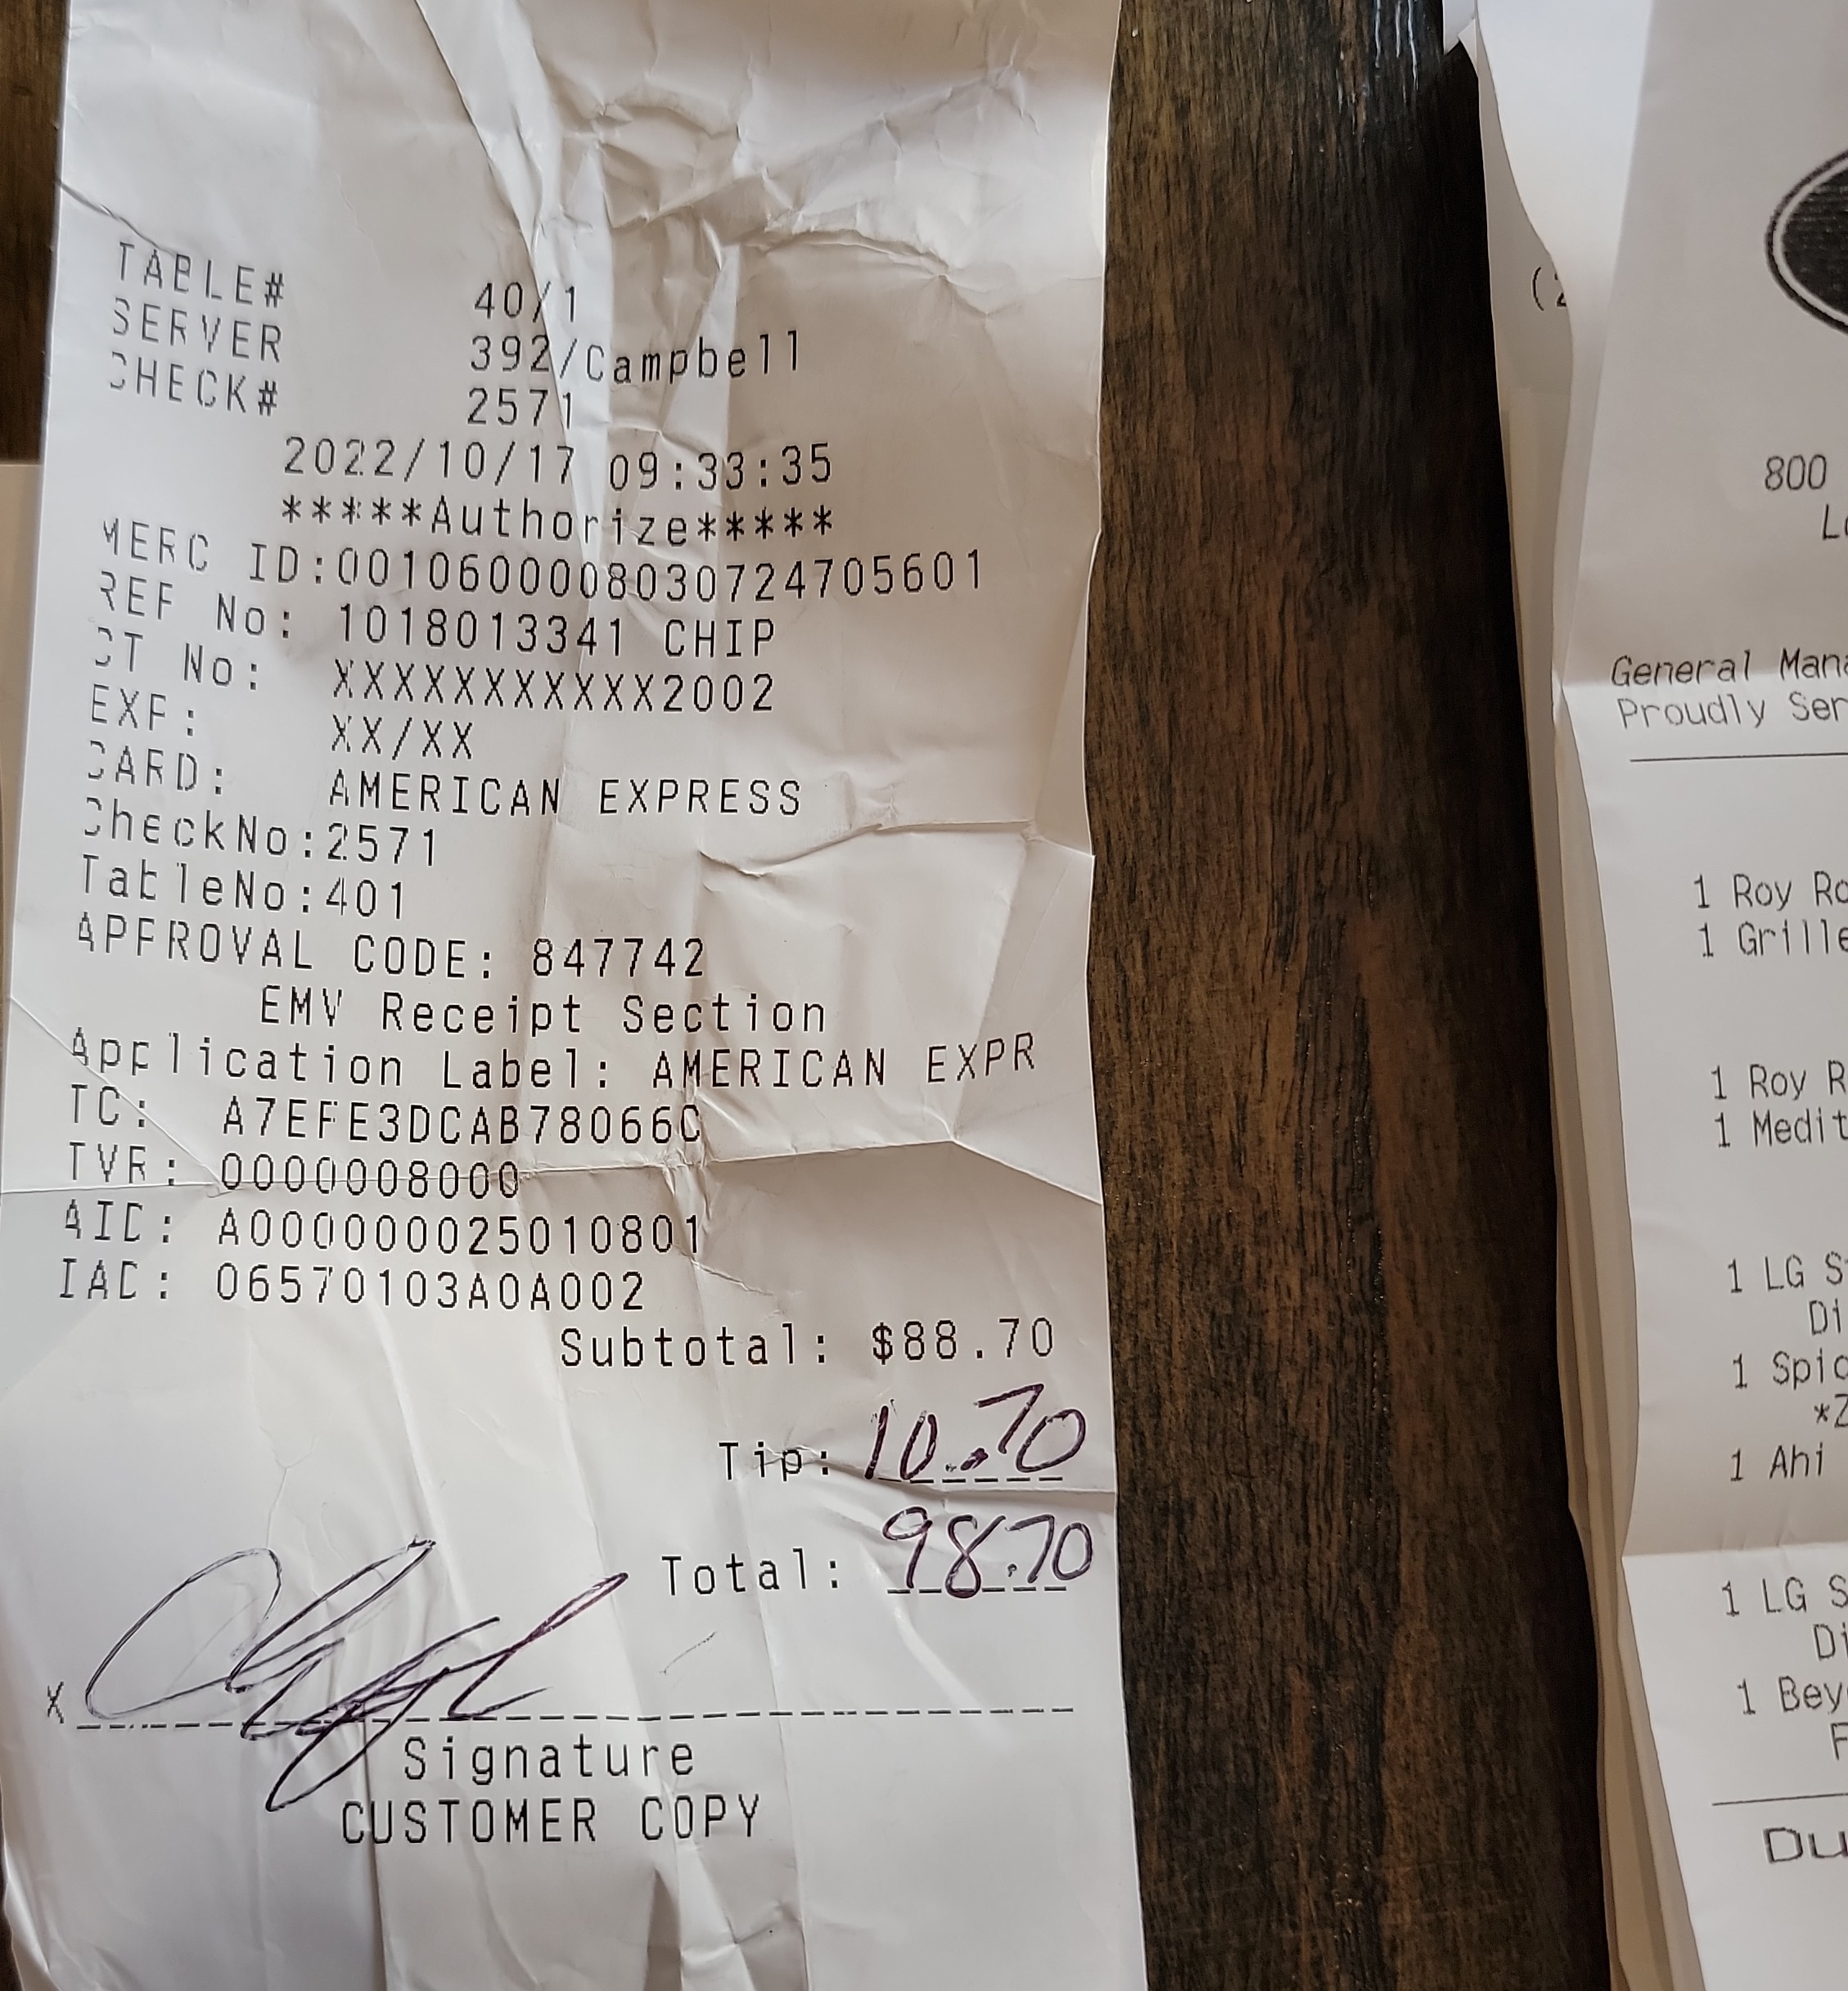 TABLE# 40/1
SERVER 392/Campbell
CHECK# 2571
2022/10/17 09:33:35
*****Authorize*****
MERC ID:0010600008030724705601
REF No: 1018013341 CHIP
CT No: XXXXXXXXXXX2002
EXP: XX/XX
CARD: AMERICAN EXPRESS
CheckNo:2571
TableNo:401
APPROVAL CODE: 847742
EMV Receipt Section
Application Label: AMERICAN EXPR
TC: A7EFE3DCAB78066C
TVR: 0000008000
AID: A000000025010801
IAD: 06570103A0A002
Subtotal: $88.70
Tip: 10.70
Total: 98.70
X
Signature
CUSTOMER COPY
(2
800
General Mana
Proudly Ser
1 Roy Ro
1 Grille
1 Roy R
1 Medit
1 LG S
Di
1 Spic
*Z
1 Ahi
1 LG S
Di
1 Bey
F
Du